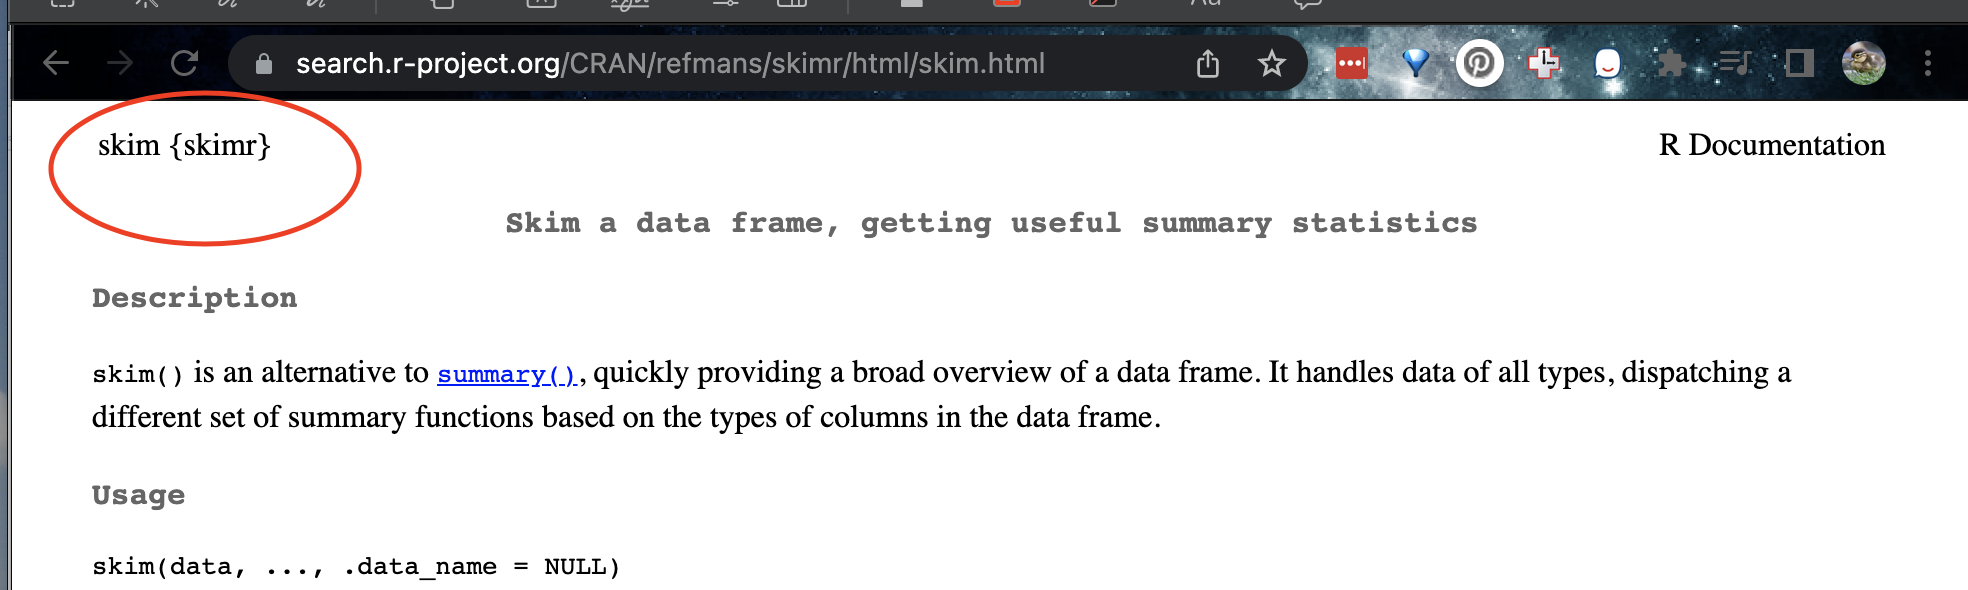 search.r-project.org/CRAN/refmans/skimr/html/skim.html
skim {skimr}
R Documentation
Skim a data frame, getting useful summary statistics
Description
skim() is an alternative to summary(), quickly providing a broad overview of a data frame. It handles data of all types, dispatching a
different set of summary functions based on the types of columns in the data frame.
Usage
skim(data, ..., .data_name = NULL)